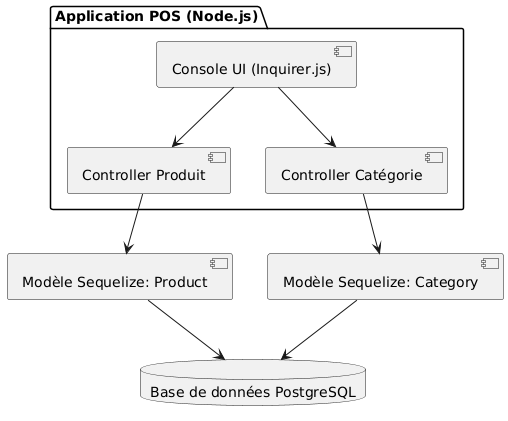 Application POS (Node.js)
Console UI (Inquirer.js)
Controller Produit
Controller Catégorie
Modèle Sequelize: Product
Modèle Sequelize: Category
Base de données PostgreSQL